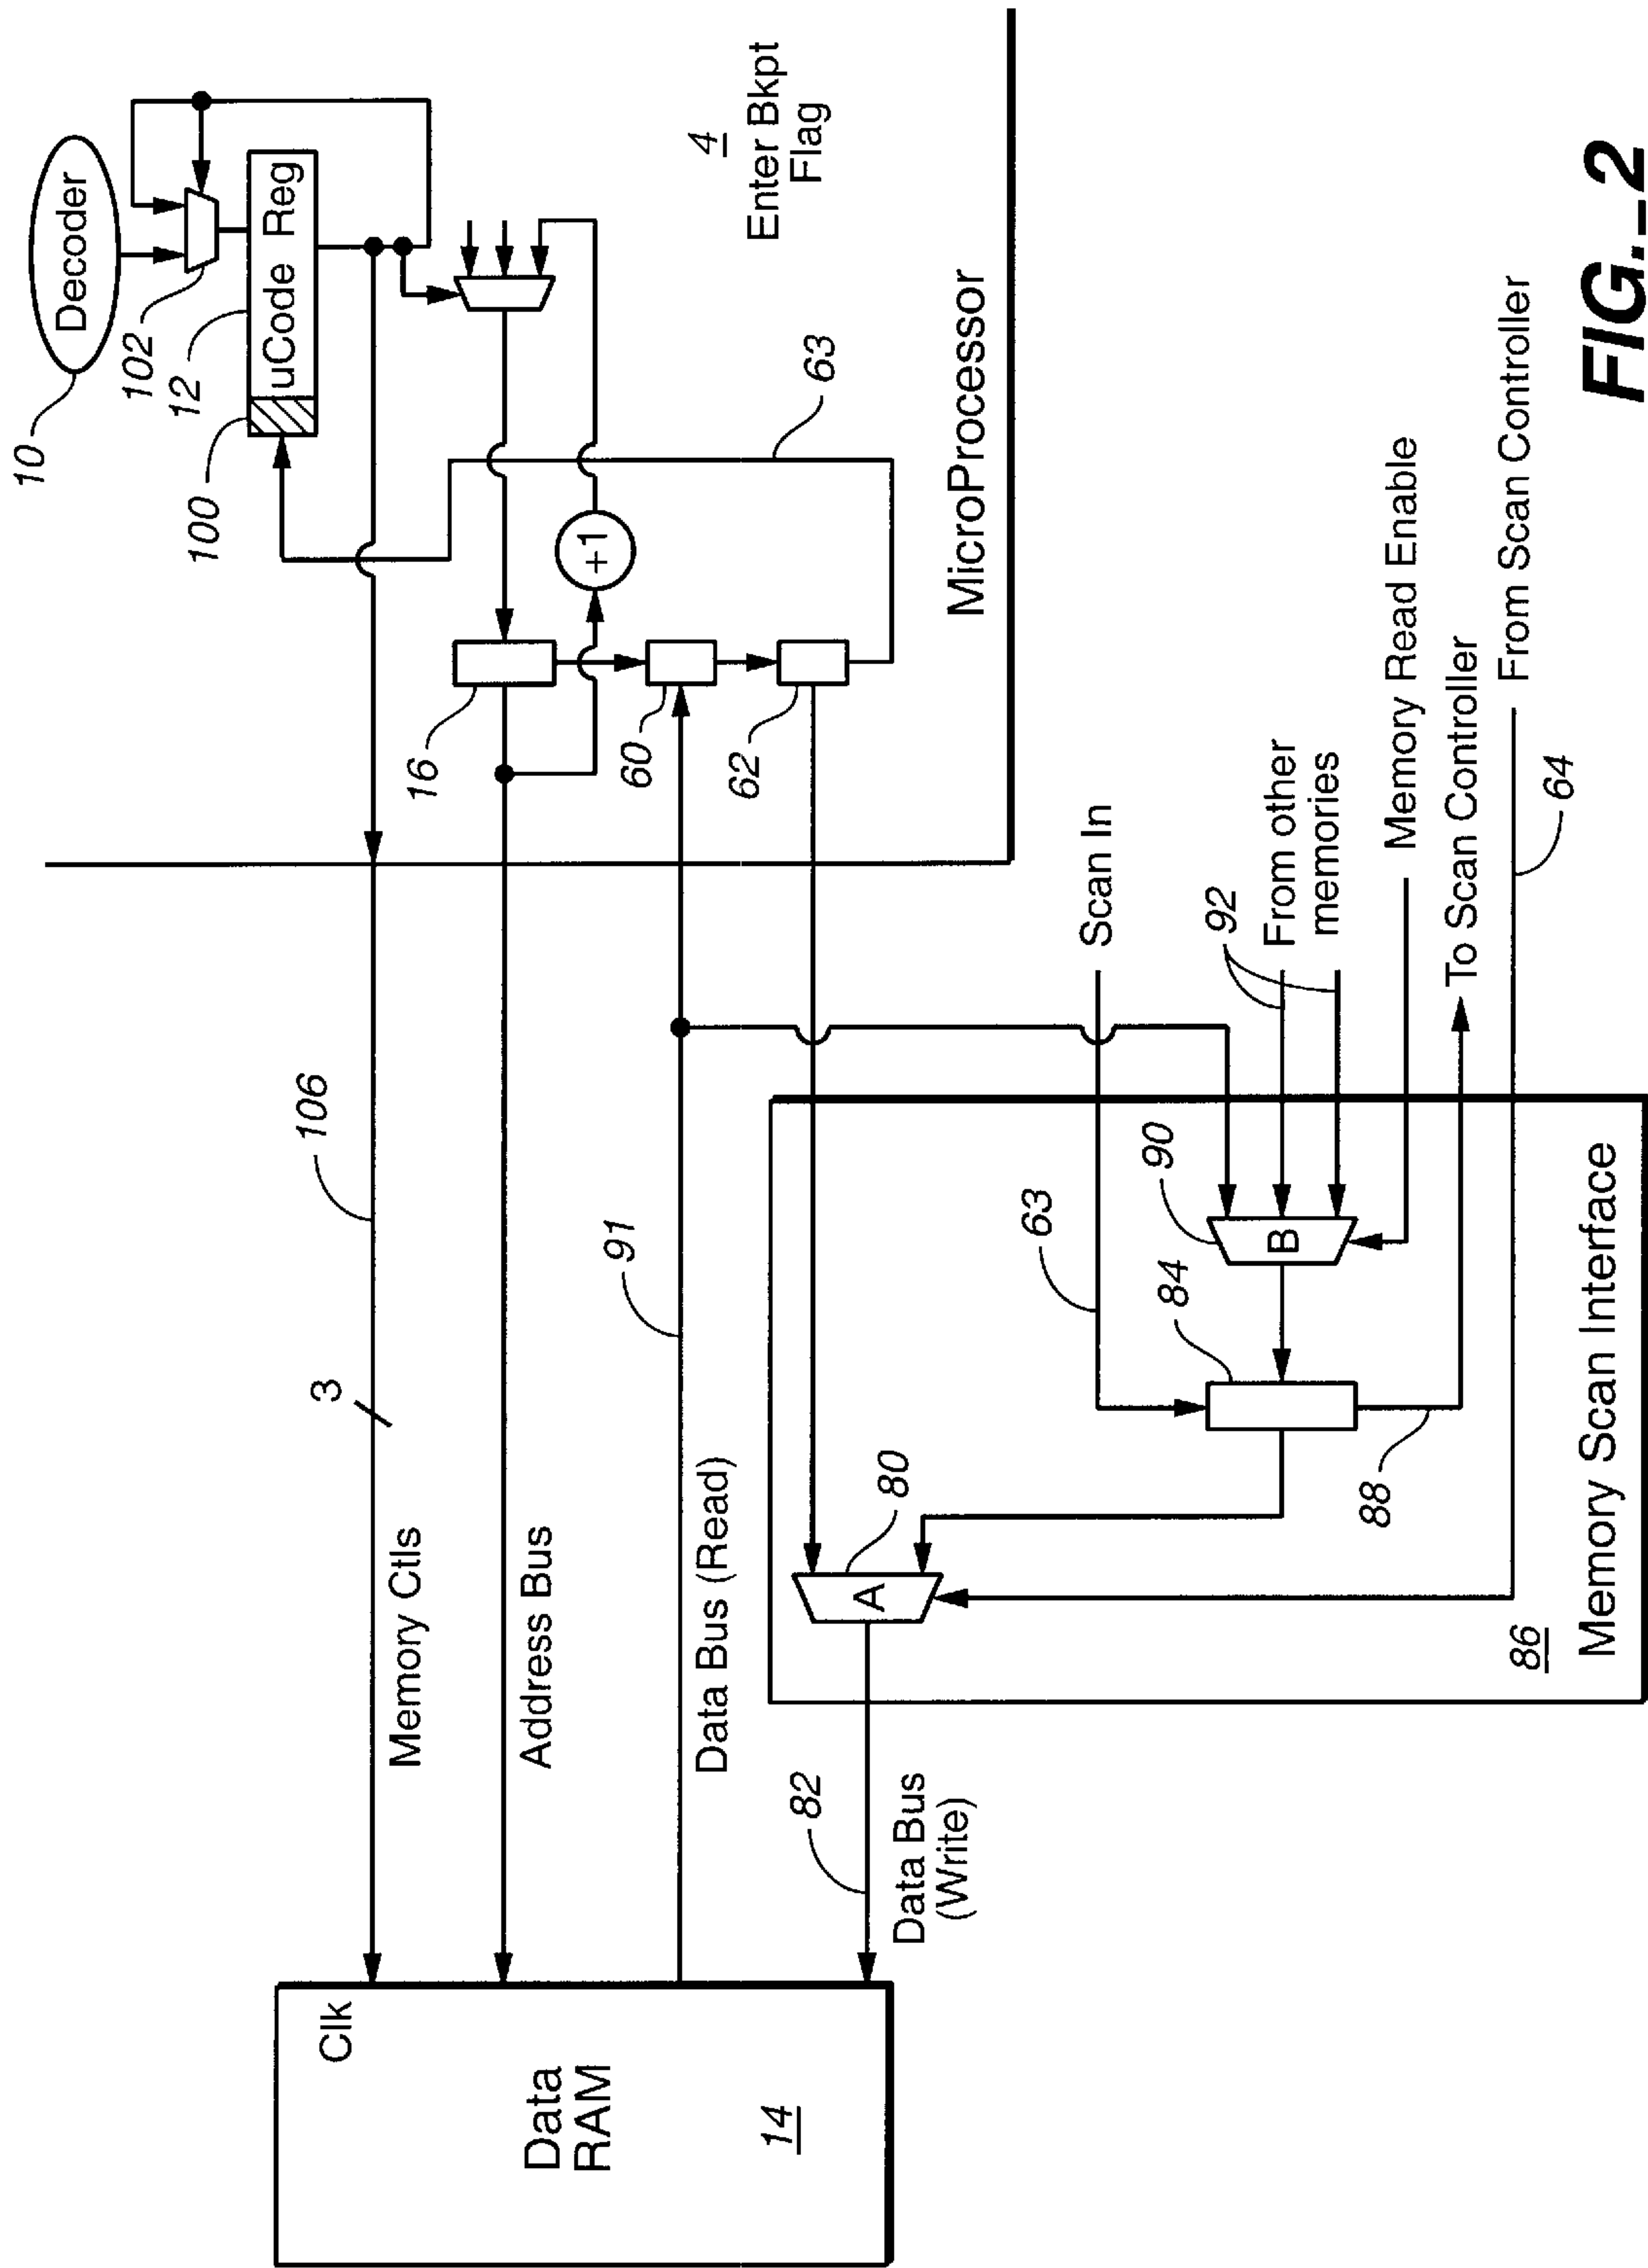 10
Decoder
102
12
uCode Reg
100
4
Enter Bkpt
Flag
63
+1
16
60
62
MicroProcessor
106
3
Memory Ctls
Address Bus
91
Data Bus (Read)
Clk
Data
RAM
14
82
Data Bus
(Write)
Scan In
63
92
From other
memories
Memory Read Enable
To Scan Controller
From Scan Controller
64
90
B
84
80
A
88
86
Memory Scan Interface
FIG._2